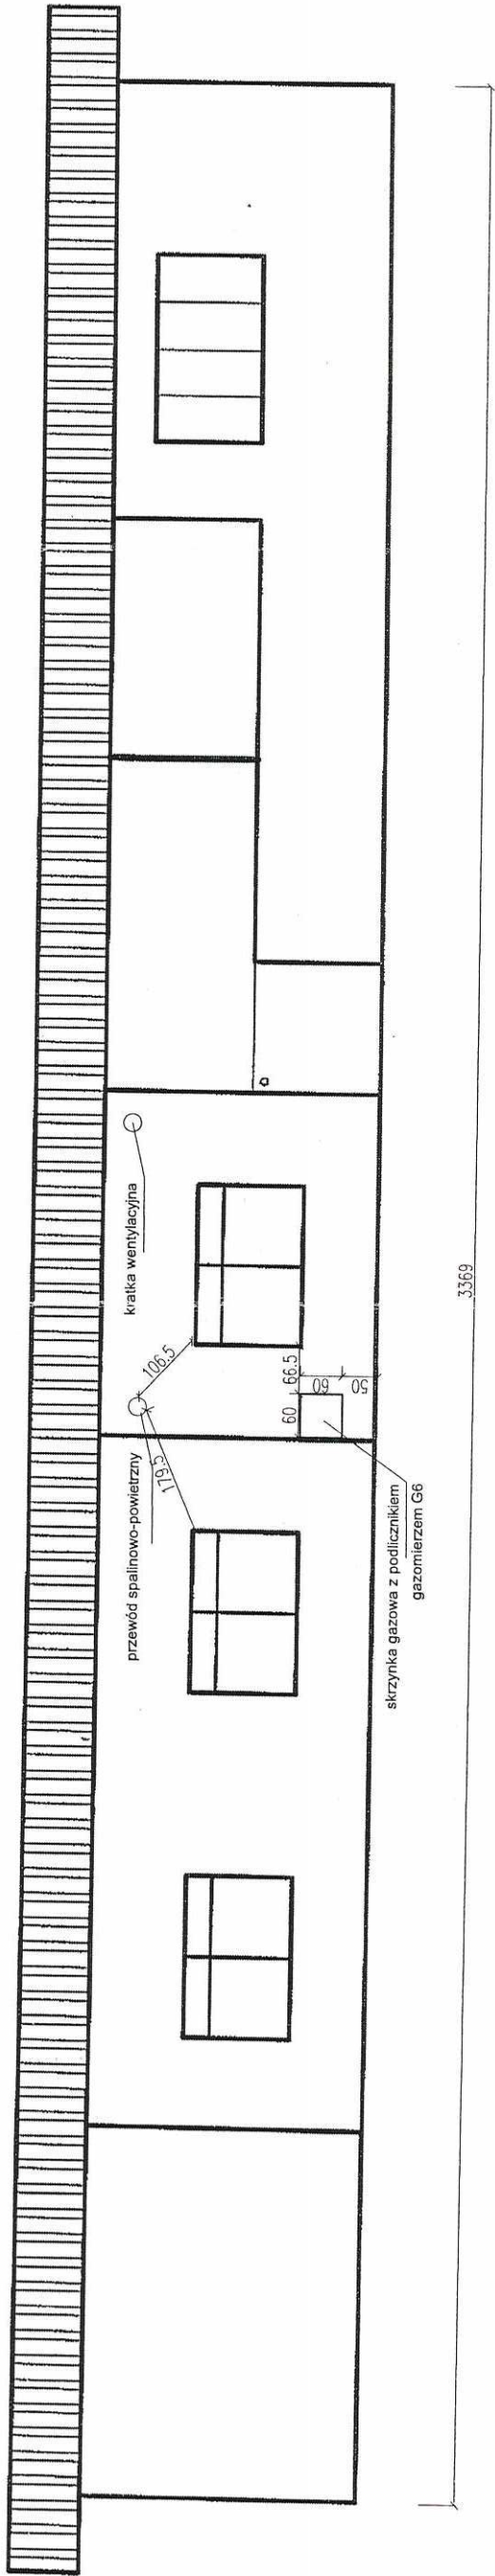 przewód spalinowo-powietrzny
kratka wentylacyjna
179.5
106.5
60
66.5
60
50
skrzynka gazowa z podlicznikiem
gazomierzem G6
3369